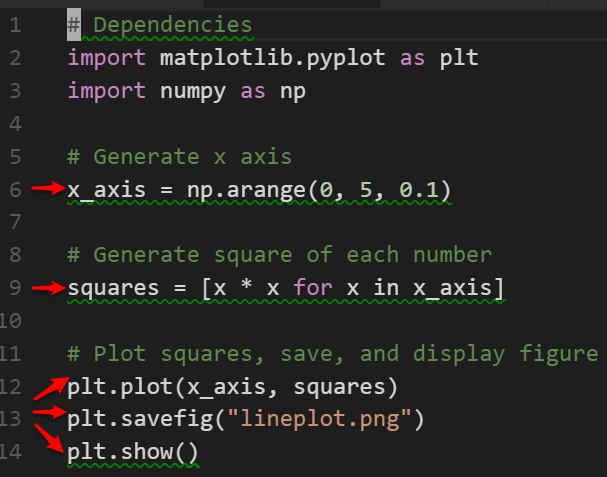 1 # Dependencies
2 import matplotlib.pyplot as plt
3 import numpy as np
4
5 # Generate x axis
6 x_axis = np.arange(0, 5, 0.1)
7
8 # Generate square of each number
9 squares = [x * x for x in x_axis]
10
11 # Plot squares, save, and display figure
12 plt.plot(x_axis, squares)
13 plt.savefig("lineplot.png")
14 plt.show()